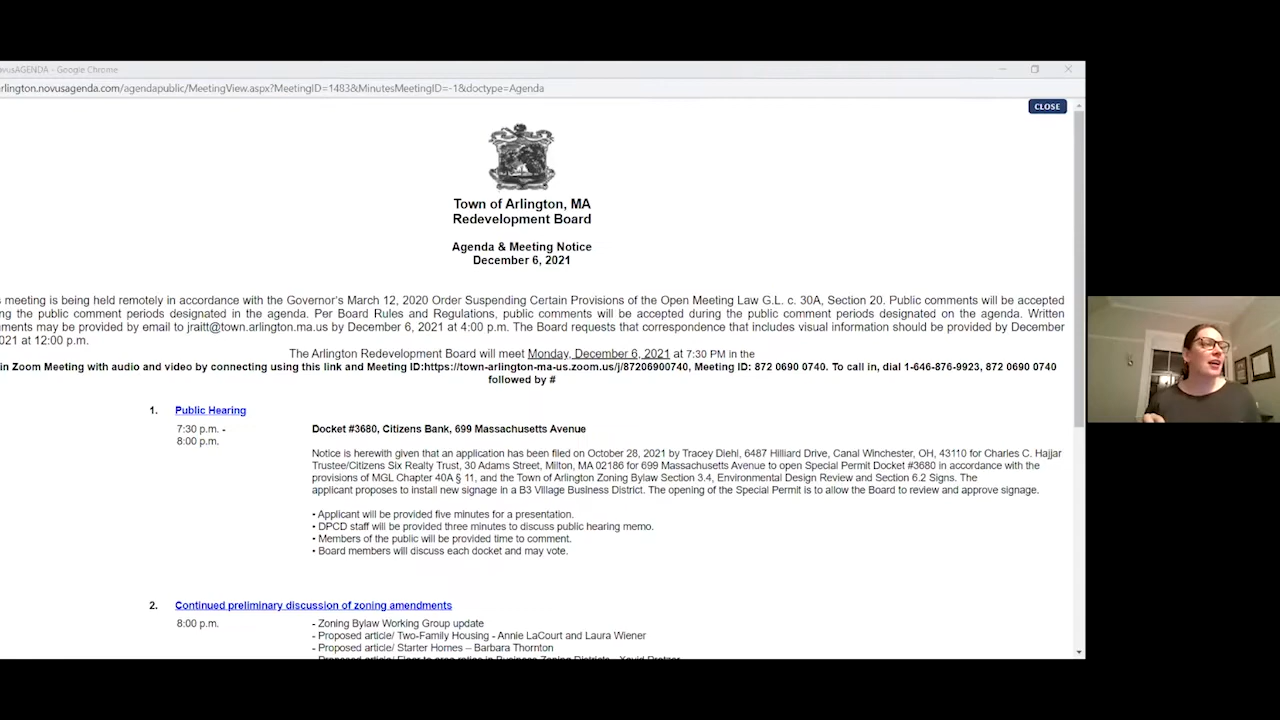 vusAGENDA - Google Chrome
rlington.novusagenda.com/agendapublic/MeetingView.aspx?MeetingID=1483&MinutesMeetingID=-1&doctype=Agenda
CLOSE
Town of Arlington, MA
Redevelopment Board
Agenda & Meeting Notice
December 6, 2021
s meeting is being held remotely in accordance with the Governor's March 12, 2020 Order Suspending Certain Provisions of the Open Meeting Law G.L. c. 30A, Section 20. Public comments will be accepted
ng the public comment periods designated in the agenda. Per Board Rules and Regulations, public comments will be accepted during the public comment periods designated on the agenda. Written
ments may be provided by email to jraitt@town.arlington.ma.us by December 6, 2021 at 4:00 p.m. The Board requests that correspondence that includes visual information should be provided by December
021 at 12:00 p.m.
The Arlington Redevelopment Board will meet Monday, December 6, 2021 at 7:30 PM in the
in Zoom Meeting with audio and video by connecting using this link and Meeting ID:https://town-arlington-ma-us.zoom.us/j/87206900740, Meeting ID: 872 0690 0740. To call in, dial 1-646-876-9923, 872 0690 0740
followed by #
1. Public Hearing
7:30 p.m. - Docket #3680, Citizens Bank, 699 Massachusetts Avenue
8:00 p.m.
Notice is herewith given that an application has been filed on October 28, 2021 by Tracey Diehl, 6487 Hilliard Drive, Canal Winchester, OH, 43110 for Charles C. Hajjar
Trustee/Citizens Six Realty Trust, 30 Adams Street, Milton, MA 02186 for 699 Massachusetts Avenue to open Special Permit Docket #3680 in accordance with the
provisions of MGL Chapter 40A § 11, and the Town of Arlington Zoning Bylaw Section 3.4, Environmental Design Review and Section 6.2 Signs. The
applicant proposes to install new signage in a B3 Village Business District. The opening of the Special Permit is to allow the Board to review and approve signage.
• Applicant will be provided five minutes for a presentation.
• DPCD staff will be provided three minutes to discuss public hearing memo.
• Members of the public will be provided time to comment.
• Board members will discuss each docket and may vote.
2. Continued preliminary discussion of zoning amendments
8:00 p.m. - Zoning Bylaw Working Group update
- Proposed article/ Two-Family Housing - Annie LaCourt and Laura Wiener
- Proposed article/ Starter Homes – Barbara Thornton
- Proposed article/ Floor to area ratios in Business Zoning Districts - Xavid Pretzer